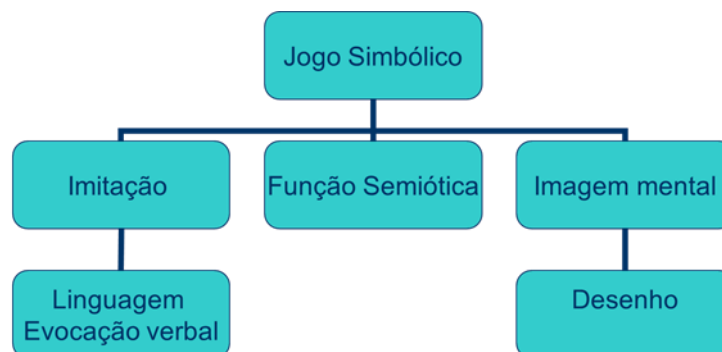 Jogo Simbólico
Imitação
Função Semiótica
Imagem mental
Linguagem
Evocação verbal
Desenho